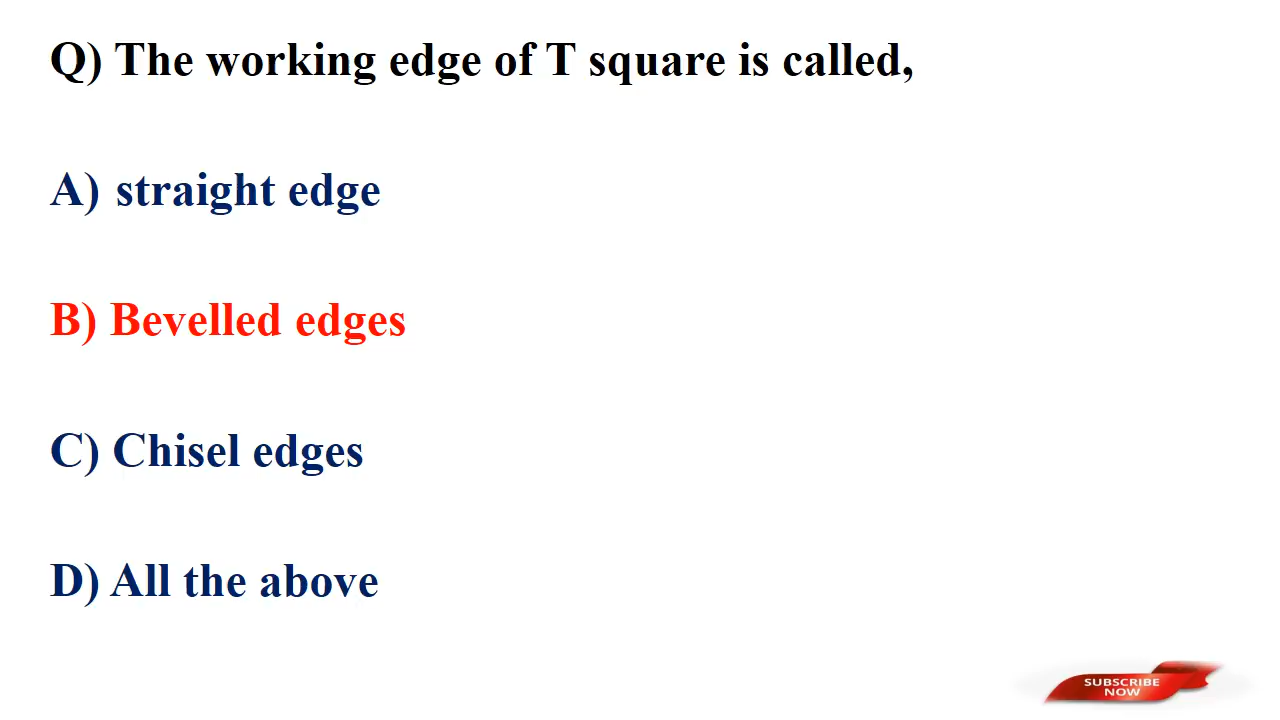 Q) The working edge of T square is called,
A) straight edge
B) Bevelled edges
C) Chisel edges
D) All the above
SUBSCRIBE
NOW